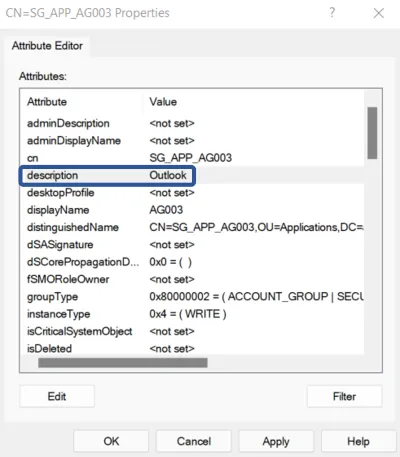 CN=SG_APP_AG003 Properties ? ×
Attribute Editor
Attributes:
Attribute Value
adminDescription <not set>
adminDisplayName <not set>
cn SG_APP_AG003
description Outlook
desktopProfile <not set>
displayName AG003
distinguishedName CN=SG_APP_AG003,OU=Applications,DC=
dSASignature <not set>
dSCorePropagationD... 0x0 = ( )
fSMORoleOwner <not set>
groupType 0x80000002 = ( ACCOUNT_GROUP | SECU
instanceType 0x4 = ( WRITE )
isCriticalSystemObject <not set>
isDeleted <not set>
Edit Filter
OK Cancel Apply Help